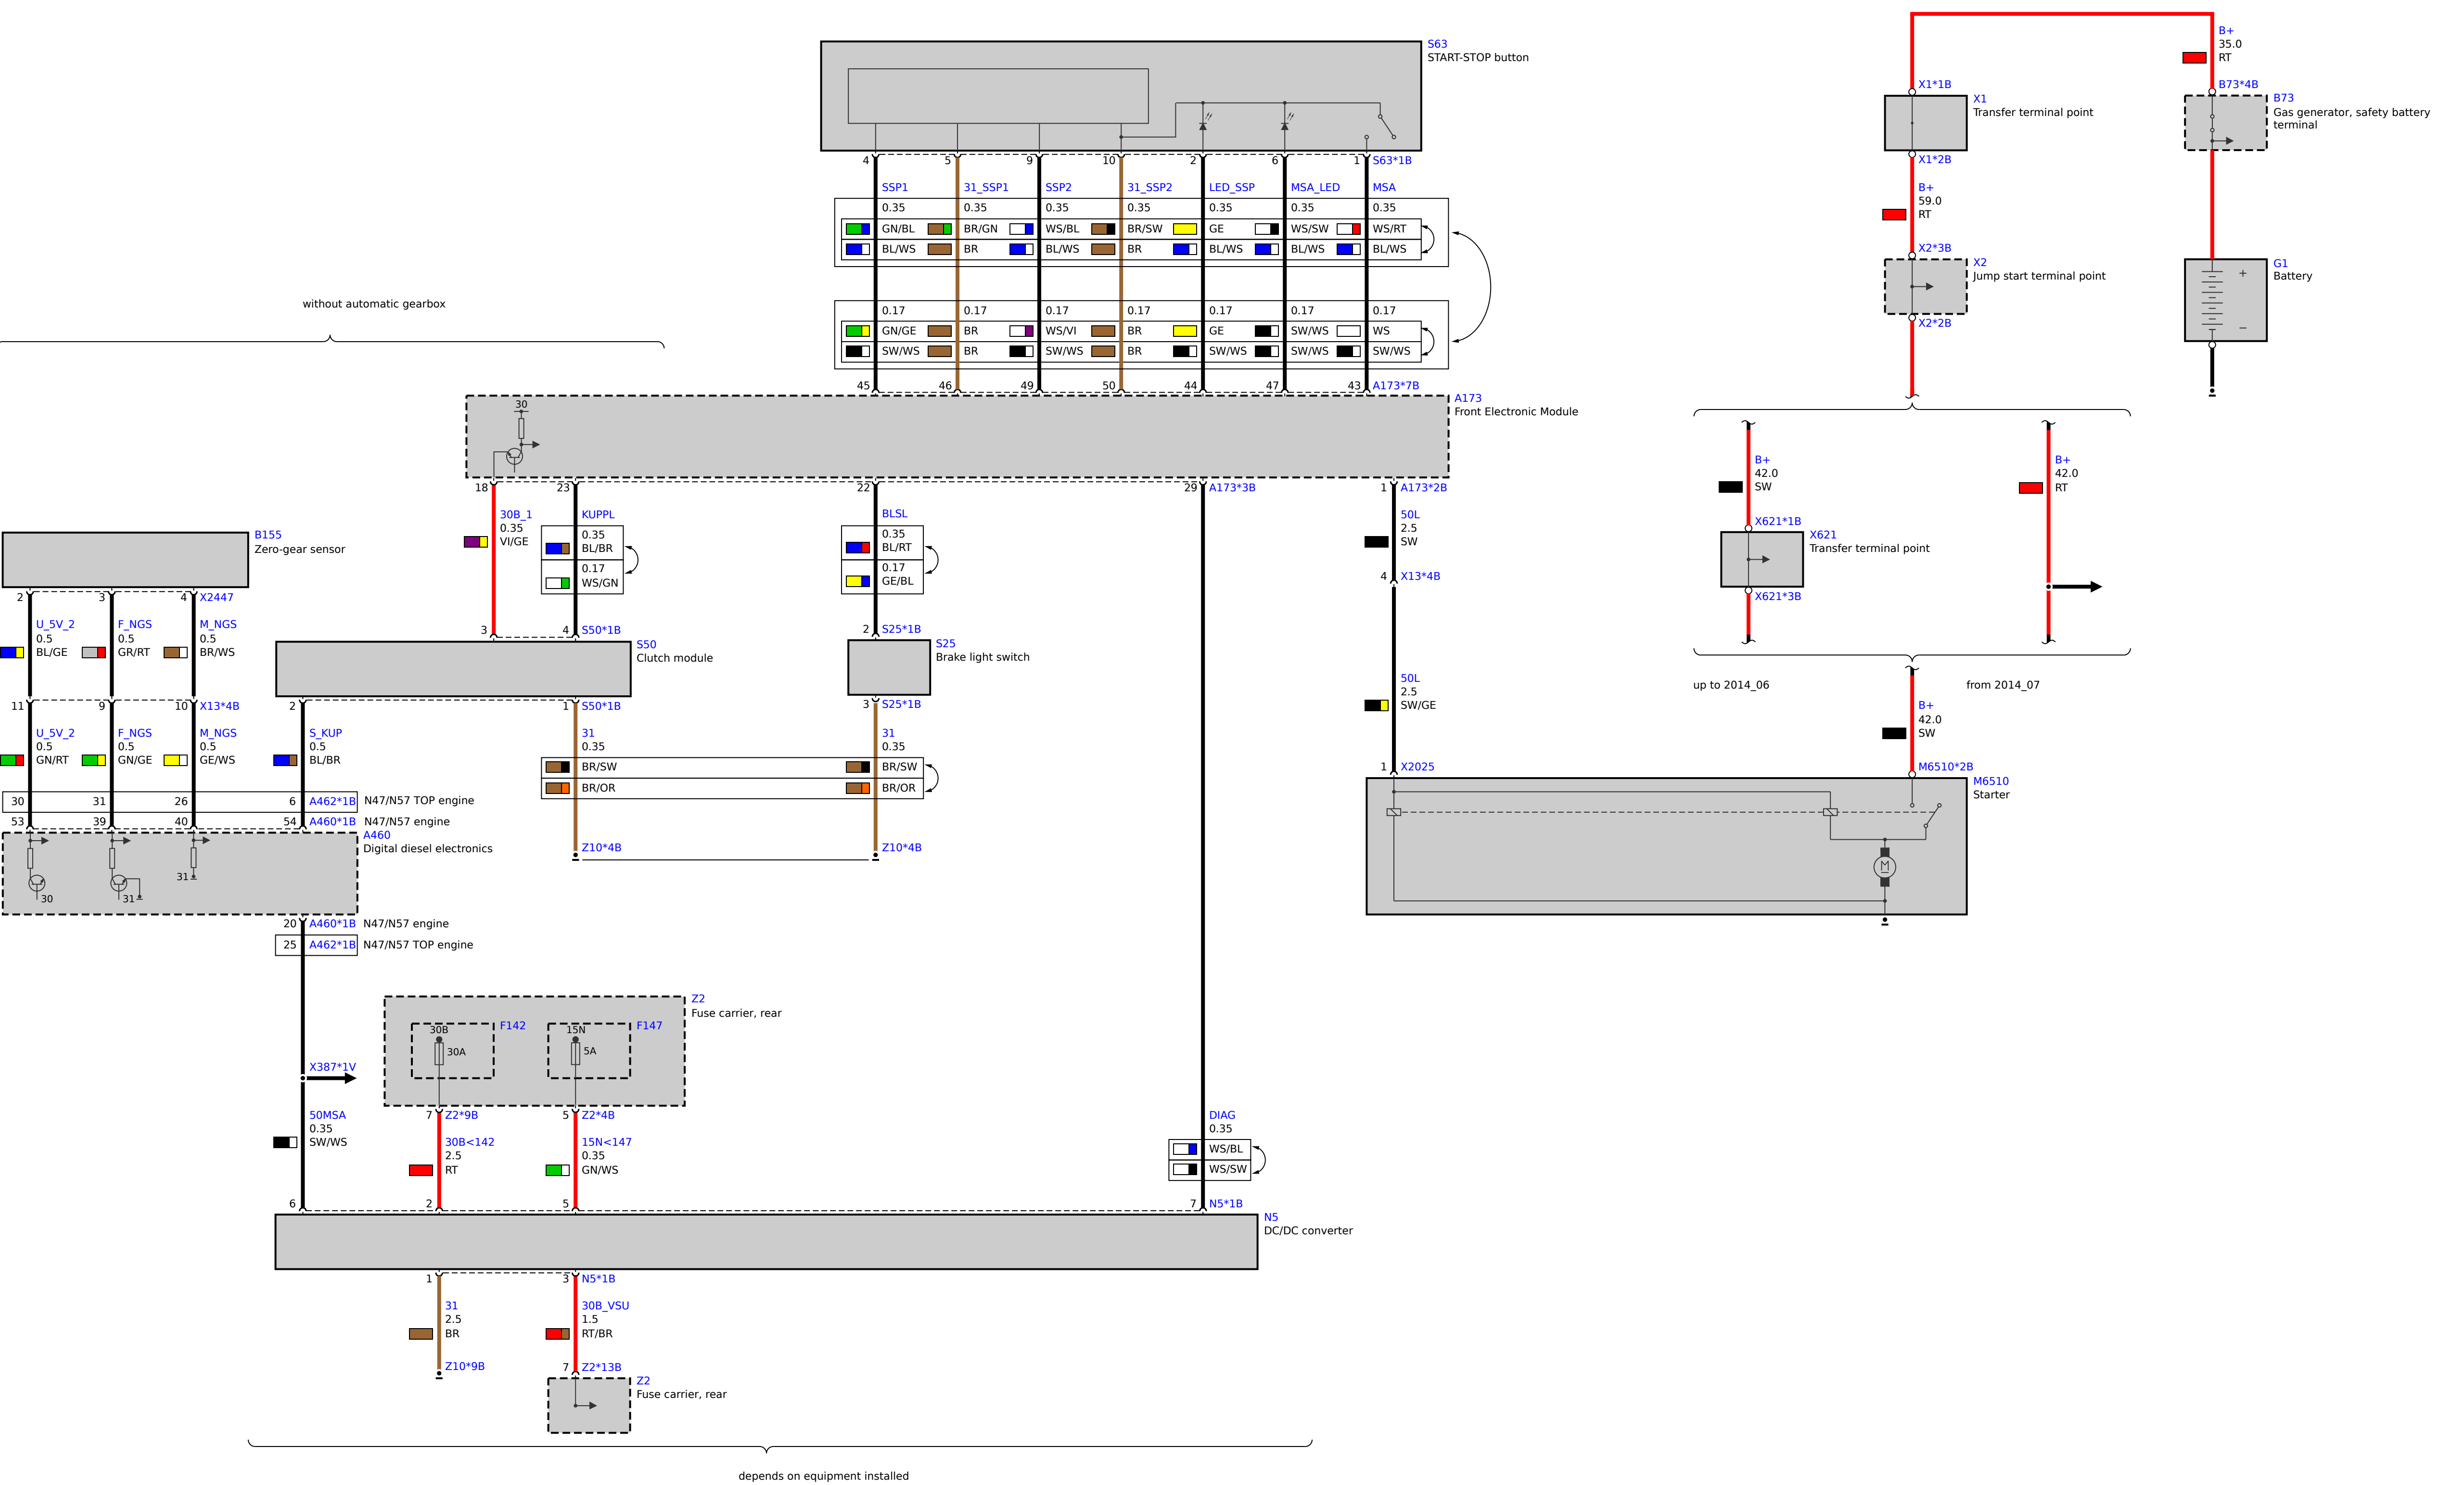 B+
35.0
RT
S63
START-STOP button
X1*1B
B73*4B
X1
Transfer terminal point
B73
Gas generator, safety battery
terminal
4 5 9 10 2 6 1 S63*1B
X1*2B
SSP1 31_SSP1 SSP2 31_SSP2 LED_SSP MSA_LED MSA
B+
59.0
RT
0.35 0.35 0.35 0.35 0.35 0.35 0.35
GN/BL BR/GN WS/BL BR/SW GE WS/SW WS/RT
BL/WS BR BL/WS BR BL/WS BL/WS BL/WS
X2*3B
X2
Jump start terminal point
G1
Battery
+
−
without automatic gearbox
0.17 0.17 0.17 0.17 0.17 0.17 0.17
GN/GE BR WS/VI BR GE SW/WS WS
SW/WS BR SW/WS BR SW/WS SW/WS SW/WS
X2*2B
45 46 49 50 44 47 43 A173*7B
A173
Front Electronic Module
30
18 23 22 29 A173*3B 1 A173*2B
B+
42.0
SW
B+
42.0
RT
30B_1
0.35
VI/GE
KUPPL
0.35
BL/BR
0.17
WS/GN
BLSL
0.35
BL/RT
0.17
GE/BL
50L
2.5
SW
X621*1B
X621
Transfer terminal point
X621*3B
B155
Zero-gear sensor
4 X13*4B
2 3 4 X2447
U_5V_2 F_NGS M_NGS
0.5 0.5 0.5
BL/GE GR/RT BR/WS
3 4 S50*1B
2 S25*1B
S50
Clutch module
S25
Brake light switch
50L
2.5
SW/GE
up to 2014_06
from 2014_07
11 9 10 X13*4B
2 1 S50*1B
3 S25*1B
B+
42.0
SW
U_5V_2 F_NGS M_NGS S_KUP
0.5 0.5 0.5 0.5
GN/RT GN/GE GE/WS BL/BR
31
0.35
31
0.35
BR/SW BR/SW
BR/OR BR/OR
1 X2025
M6510*2B
M6510
Starter
M
30 31 26 6 A462*1B N47/N57 TOP engine
53 39 40 54 A460*1B N47/N57 engine
A460
Digital diesel electronics
Z10*4B Z10*4B
31
30
31
20 A460*1B N47/N57 engine
25 A462*1B N47/N57 TOP engine
Z2
Fuse carrier, rear
30B F142
30A
15N F147
5A
X387*1V
50MSA
0.35
SW/WS
7 Z2*9B
5 Z2*4B
30B<142
2.5
RT
15N<147
0.35
GN/WS
DIAG
0.35
WS/BL
WS/SW
6 2 5 7 N5*1B
N5
DC/DC converter
1 3 N5*1B
31
2.5
BR
30B_VSU
1.5
RT/BR
Z10*9B
7 Z2*13B
Z2
Fuse carrier, rear
depends on equipment installed